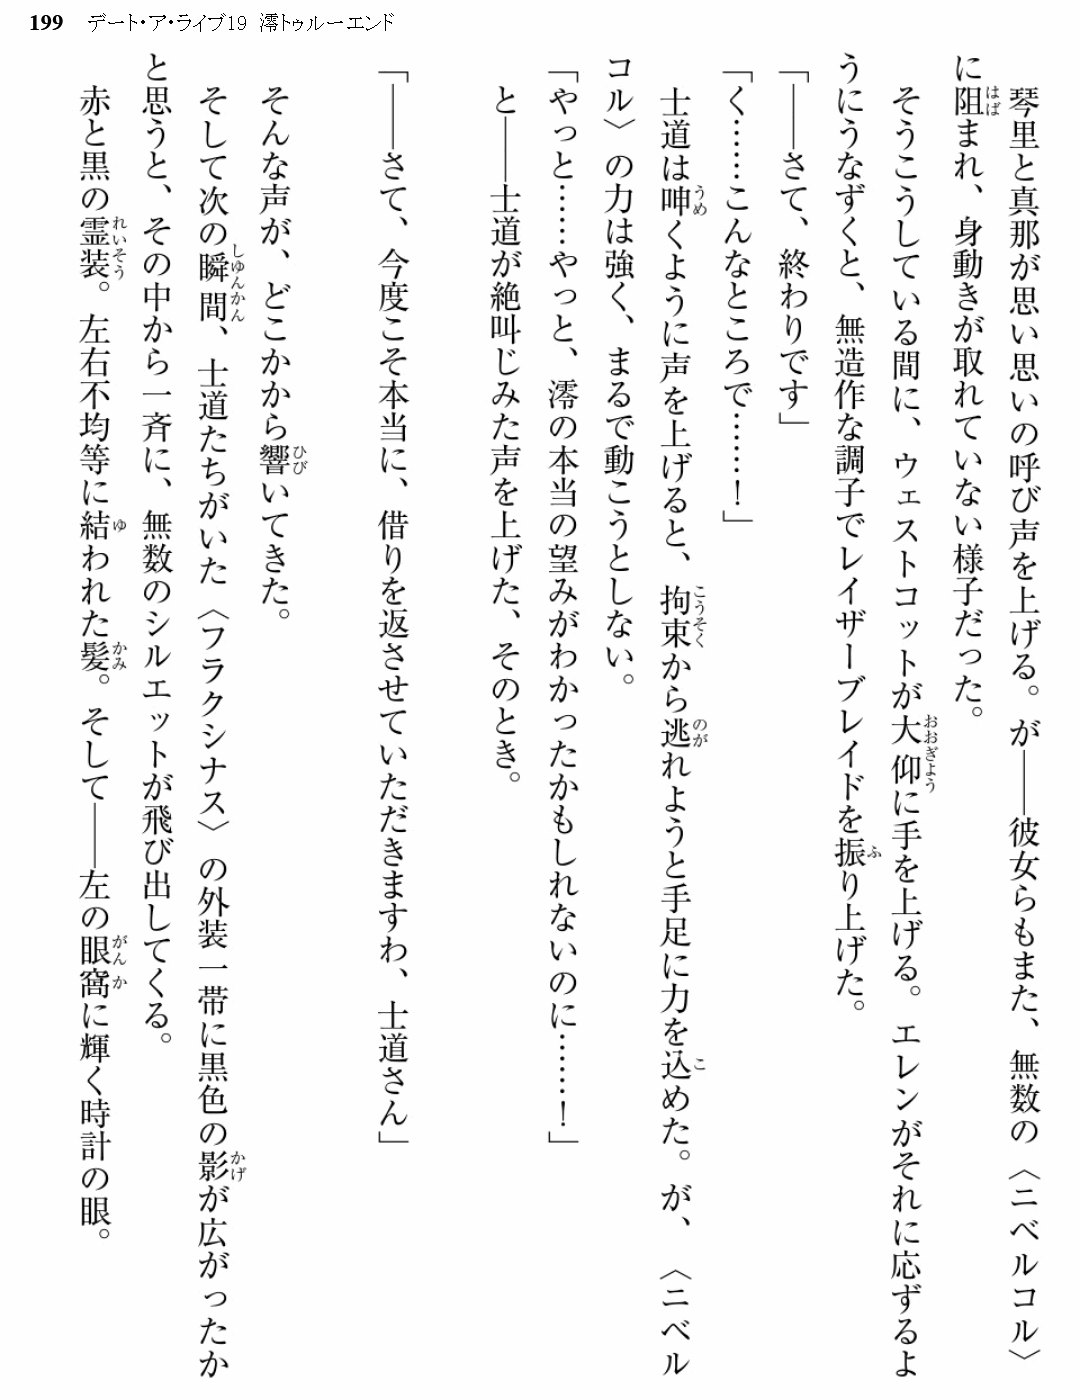 199 デート・ア・ライブ19 澪トゥルーエンド
琴里と真那が思い思いの呼び声を上げる。が――彼女らもまた、無数の〈ニベルコル〉
に阻まれ、身動きが取れていない様子だった。
そうこうしている間に、ウェストコットが大仰に手を上げる。エレンがそれに応ずるよ
うにうなずくと、無造作な調子でレイザーブレイドを振り上げた。
「――さて、終わりです」
「く……こんなところで……！」
士道は呻くように声を上げると、拘束から逃れようと手足に力を込めた。が、〈ニベル
コル〉の力は強く、まるで動こうとしない。
「やっと……やっと、澪の本当の望みがわかったかもしれないのに……！」
と――士道が絶叫じみた声を上げた、そのとき。
「――さて、今度こそ本当に、借りを返させていただきますわ、士道さん」
そんな声が、どこかから響いてきた。
そして次の瞬間、士道たちがいた〈フラクシナス〉の外装一帯に黒色の影が広がったか
と思うと、その中から一斉に、無数のシルエットが飛び出してくる。
赤と黒の霊装。左右不均等に結われた髪。そして――左の眼窩に輝く時計の眼。